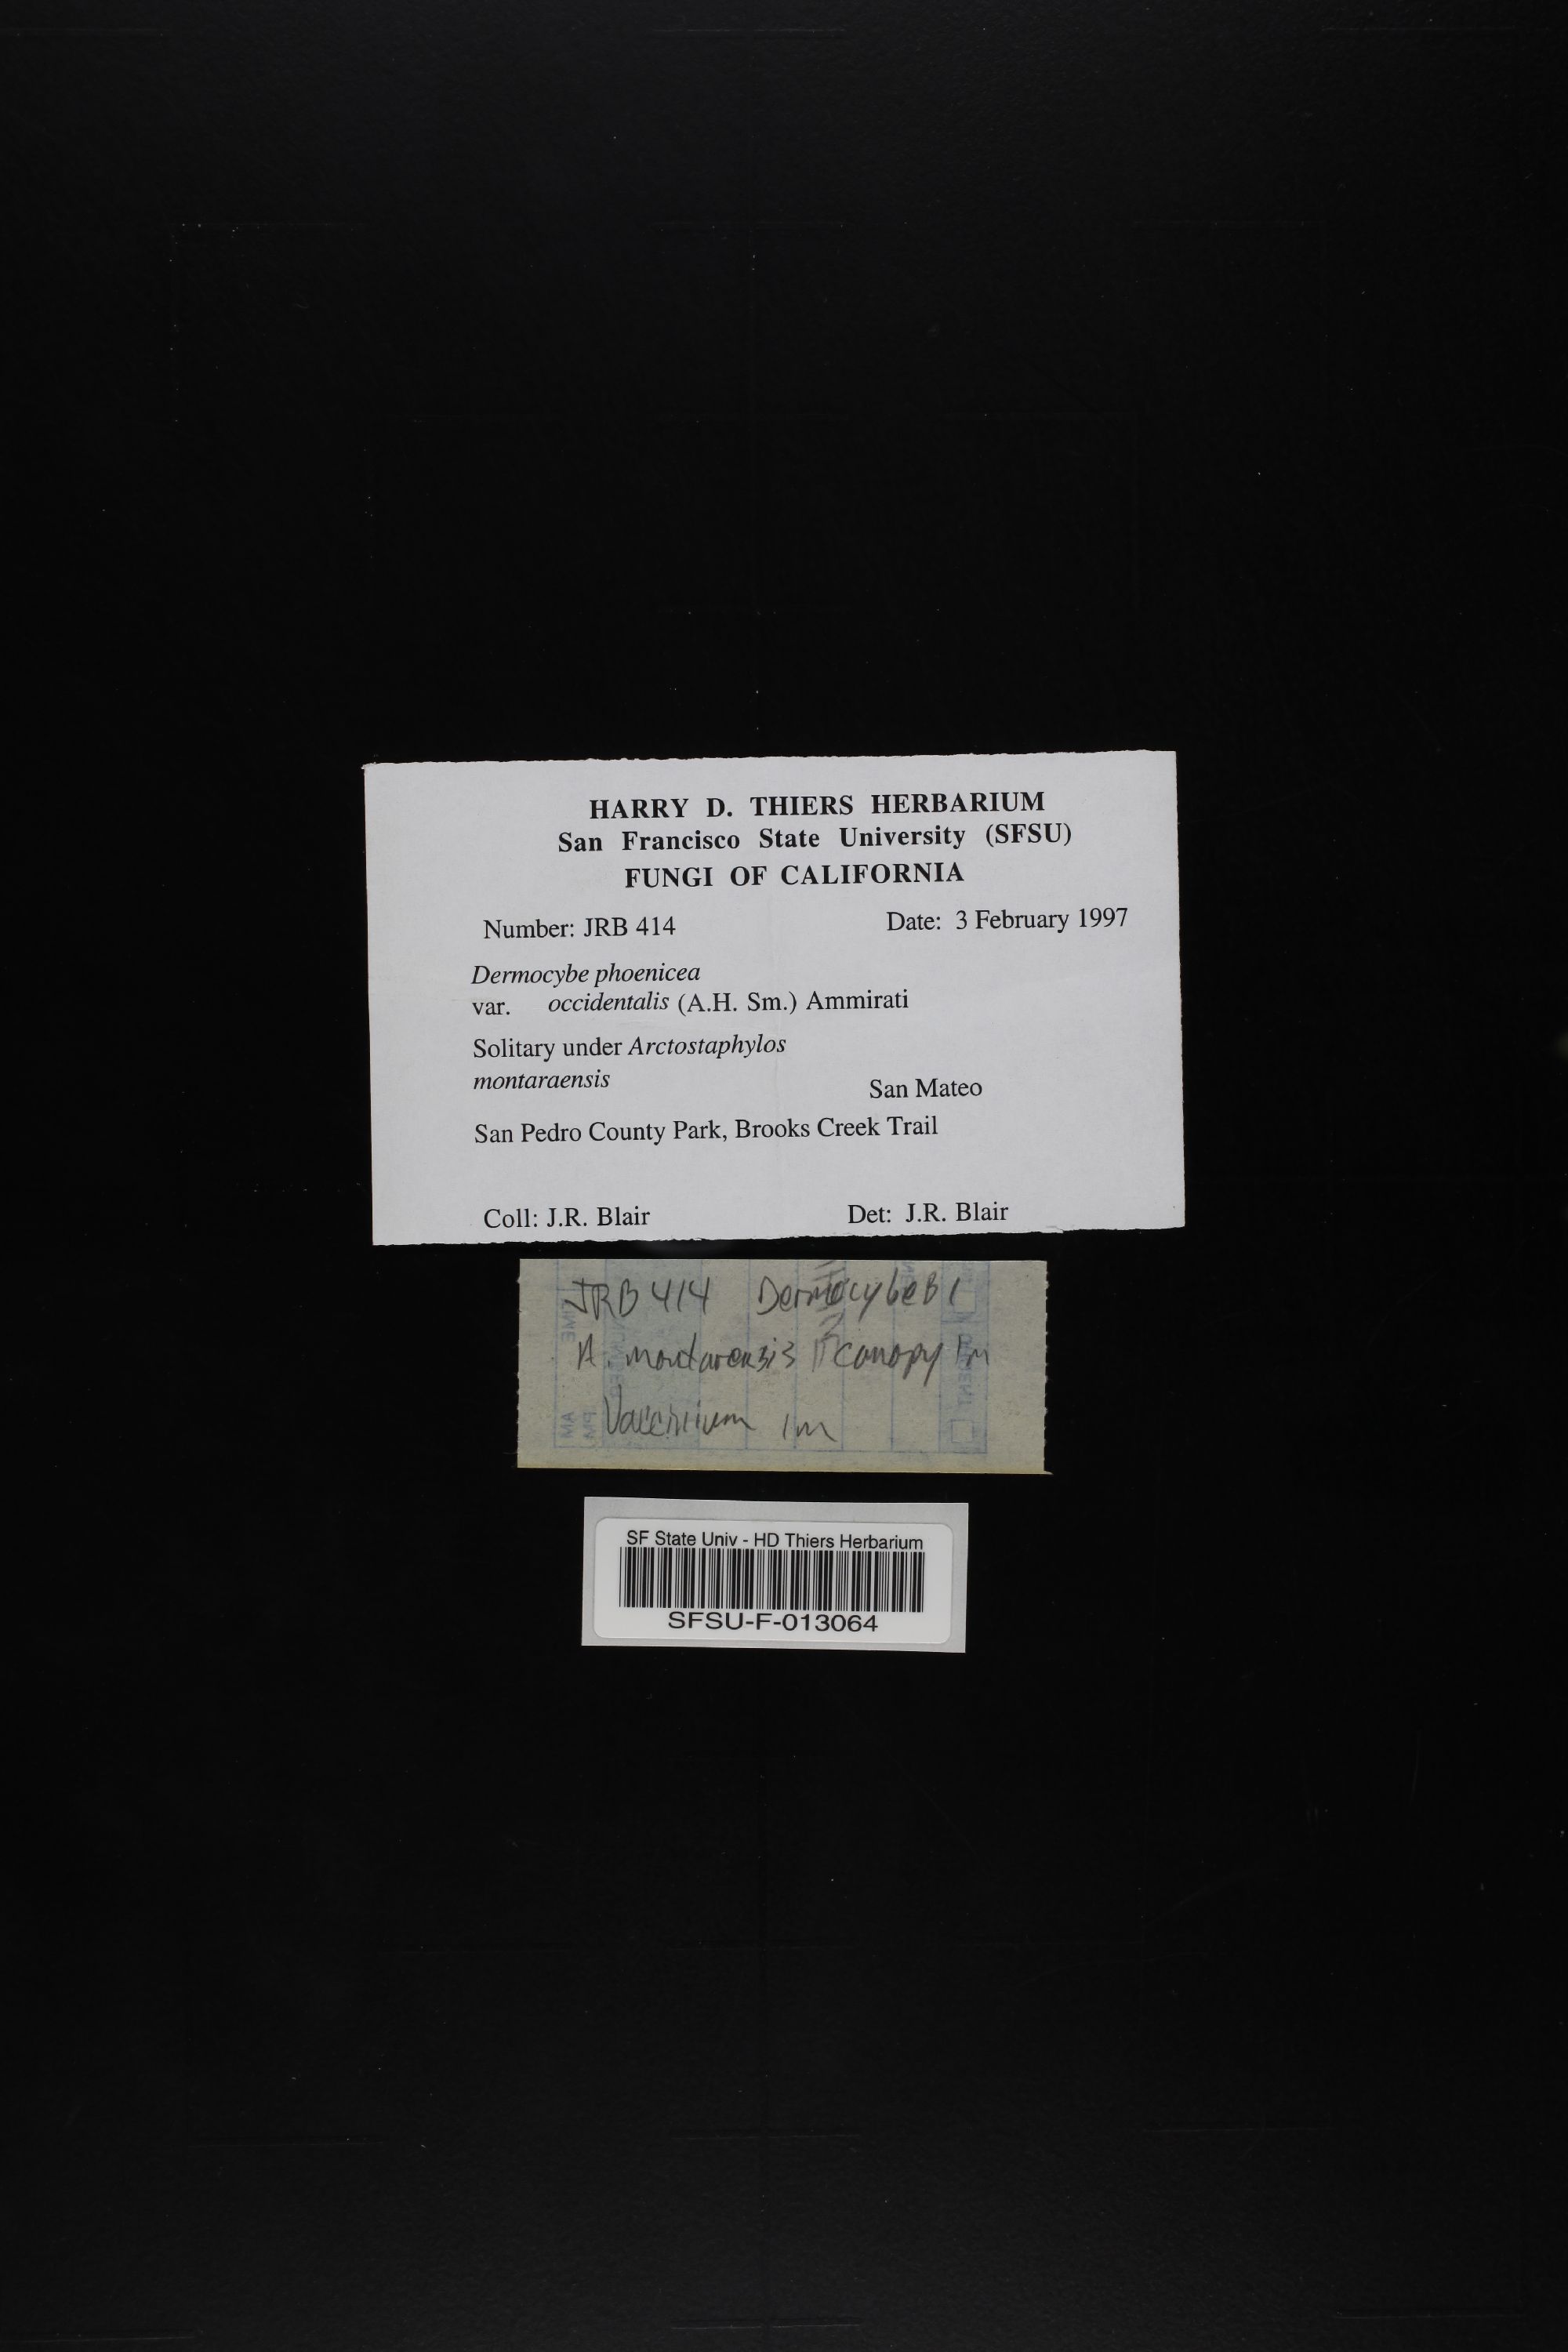 HARRY D. THIERS HERBARIUM
San Francisco State University (SFSU)
FUNGI OF CALIFORNIA
Number: JRB 414 Date: 3 February 1997
Dermocybe phoenicea
var. occidentalis (A.H. Sm.) Ammirati
Solitary under Arctostaphylos
montaraensis
San Mateo
San Pedro County Park, Brooks Creek Trail
Coll: J.R. Blair Det: J.R. Blair
JRB 414 Dermocybe B1
A. montarensis canopy 1m
Vaccinium 1m
SF State Univ - HD Thiers Herbarium
SFSU-F-013064